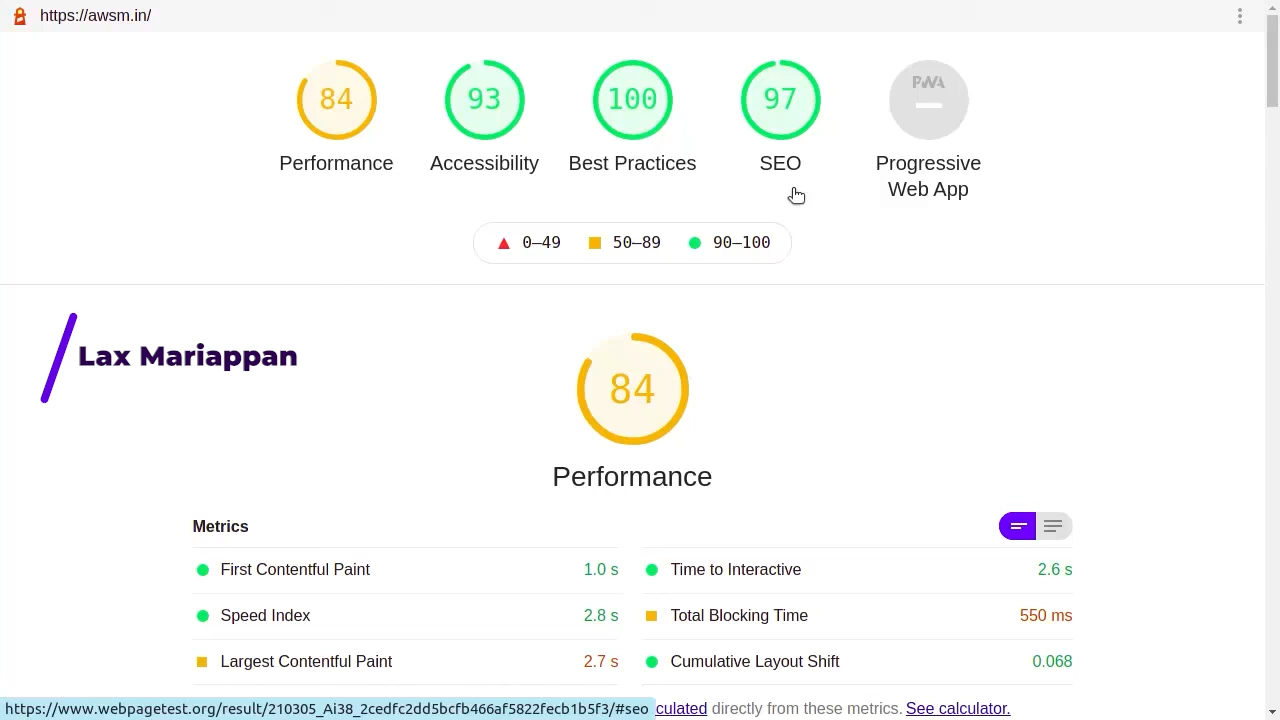 https://awsm.in/
84
93
100
97
PWA
Performance
Accessibility
Best Practices
SEO
Progressive
Web App
0–49
50–89
90–100
Lax Mariappan
84
Performance
Metrics
First Contentful Paint 1.0 s
Time to Interactive 2.6 s
Speed Index 2.8 s
Total Blocking Time 550 ms
Largest Contentful Paint 2.7 s
Cumulative Layout Shift 0.068
https://www.webpagetest.org/result/210305_Ai38_2cedfc2dd5bcfb466af5822fecb1b5f3/#seo
culated directly from these metrics. See calculator.